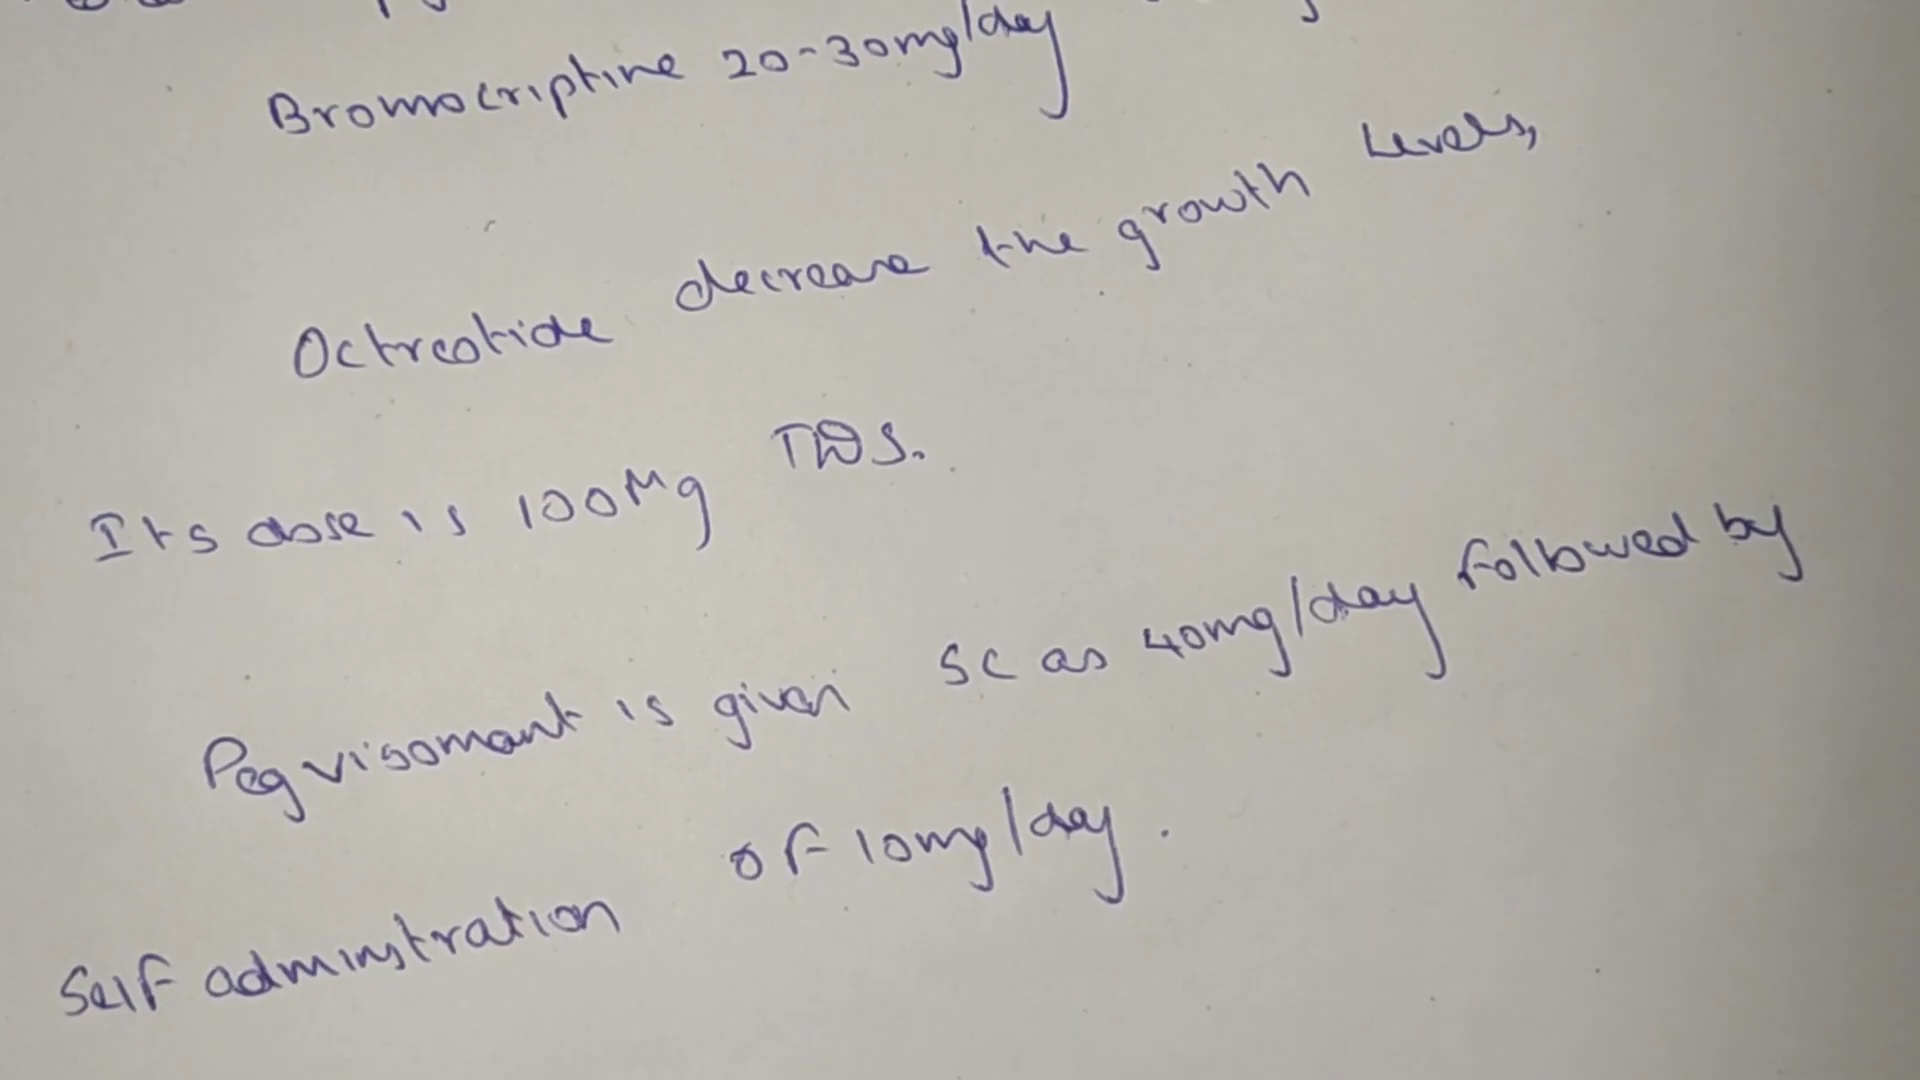 Bromocriptine 20-30mg/day
Octreotide decrease the growth Levels,
Its dose is 100Mg TDS.
Pegvisomant is given SC as 40mg/day followed by
Self adminstration of 10mg/day.